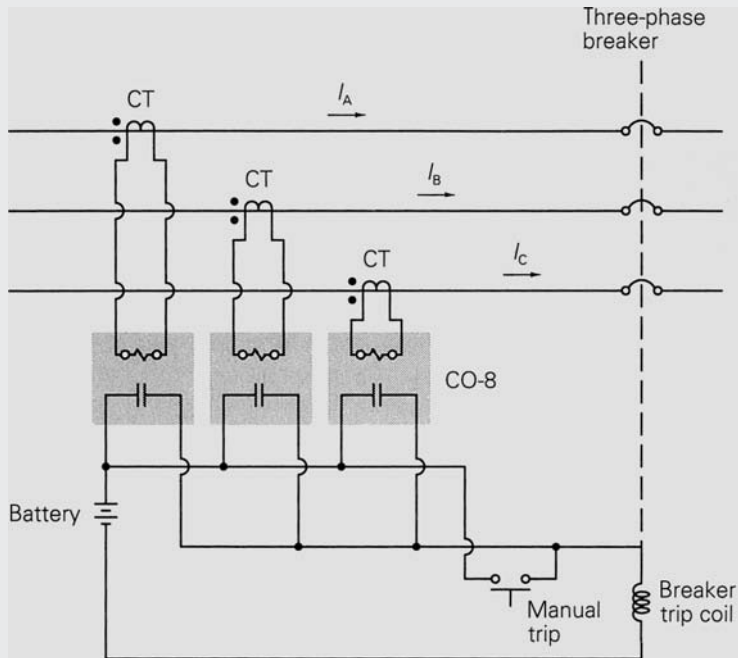 Three-phase
breaker
CT
I_A
CT
I_B
CT
I_C
CO-8
Battery
Manual
trip
Breaker
trip coil